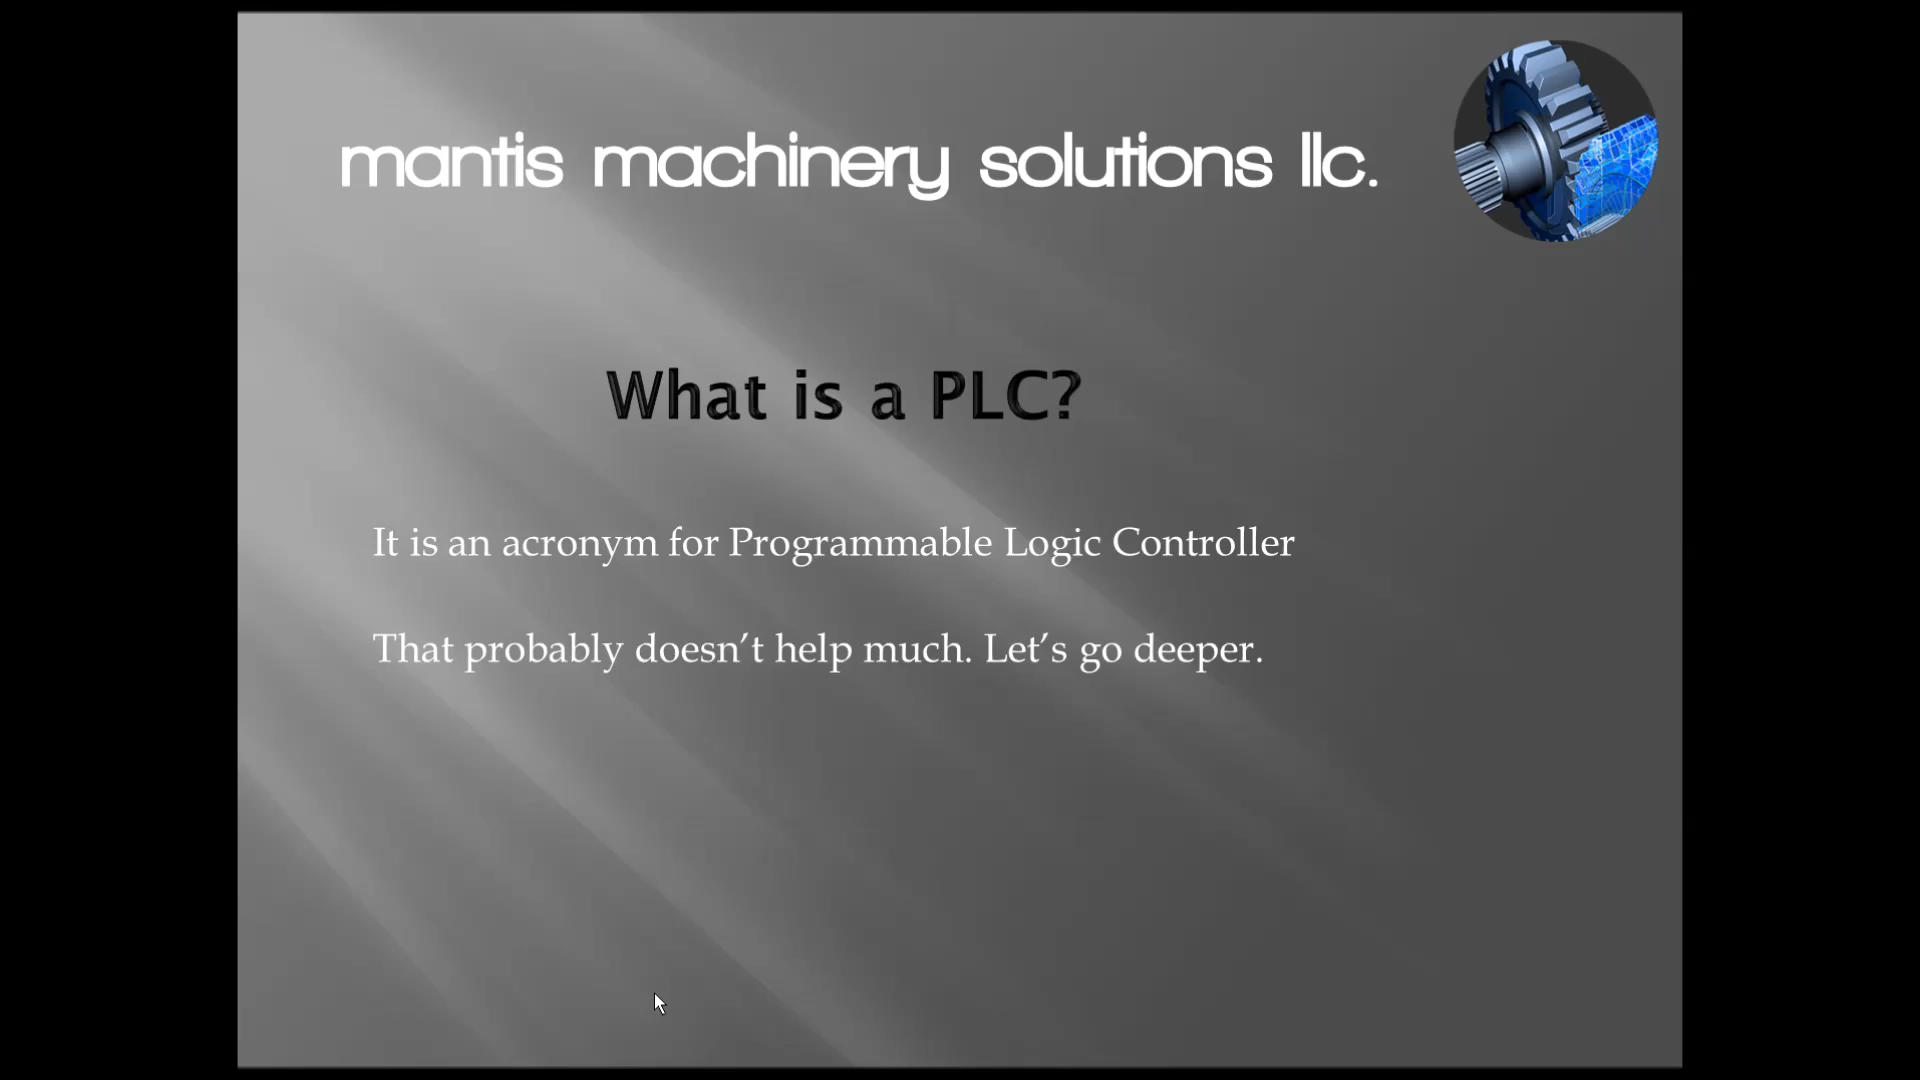 mantis machinery solutions llc.
What is a PLC?
It is an acronym for Programmable Logic Controller
That probably doesn’t help much. Let’s go deeper.